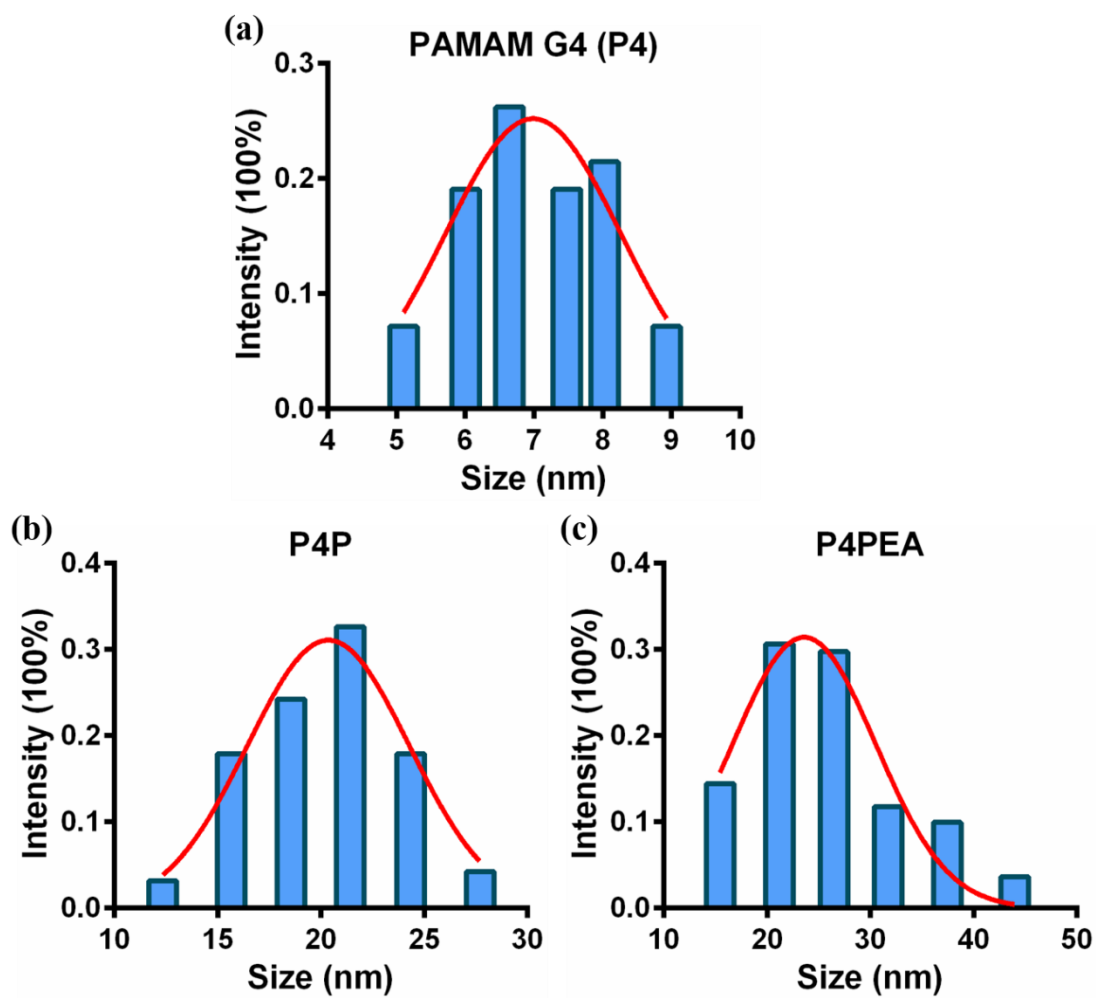 (a)
PAMAM G4 (P4)
Intensity (100%)
0.3
0.2
0.1
0.0
4 5 6 7 8 9 10
Size (nm)
(b)
P4P
Intensity (100%)
0.4
0.3
0.2
0.1
0.0
10 15 20 25 30
Size (nm)
(c)
P4PEA
Intensity (100%)
0.4
0.3
0.2
0.1
0.0
10 20 30 40 50
Size (nm)